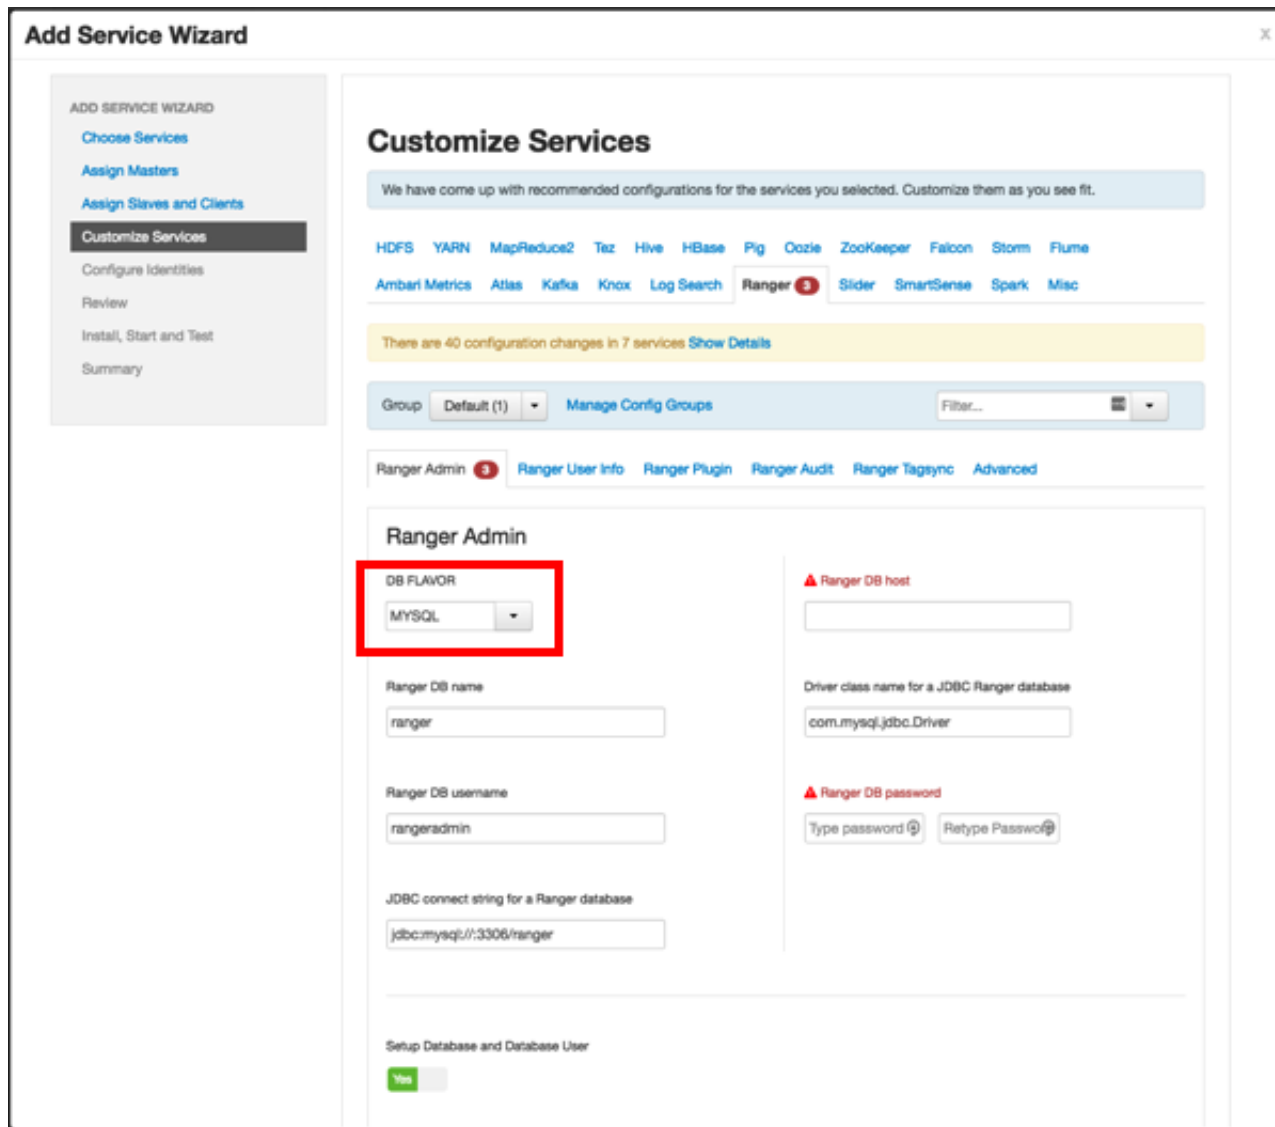 Add Service Wizard
x
ADD SERVICE WIZARD
Choose Services
Assign Masters
Assign Slaves and Clients
Customize Services
Configure Identities
Review
Install, Start and Test
Summary
Customize Services
We have come up with recommended configurations for the services you selected. Customize them as you see fit.
HDFS YARN MapReduce2 Tez Hive HBase Pig Oozie ZooKeeper Falcon Storm Flume
Ambari Metrics Atlas Kafka Knox Log Search Ranger 3 Slider SmartSense Spark Misc
There are 40 configuration changes in 7 services Show Details
Group Default (1) Manage Config Groups Filter...
Ranger Admin 3 Ranger User Info Ranger Plugin Ranger Audit Ranger Tagsync Advanced
Ranger Admin
DB FLAVOR
MYSQL
Ranger DB host
Ranger DB name
ranger
Driver class name for a JDBC Ranger database
com.mysql.jdbc.Driver
Ranger DB username
rangeradmin
Ranger DB password
Type password Retype Password
JDBC connect string for a Ranger database
jdbc:mysql://:3306/ranger
Setup Database and Database User
Yes